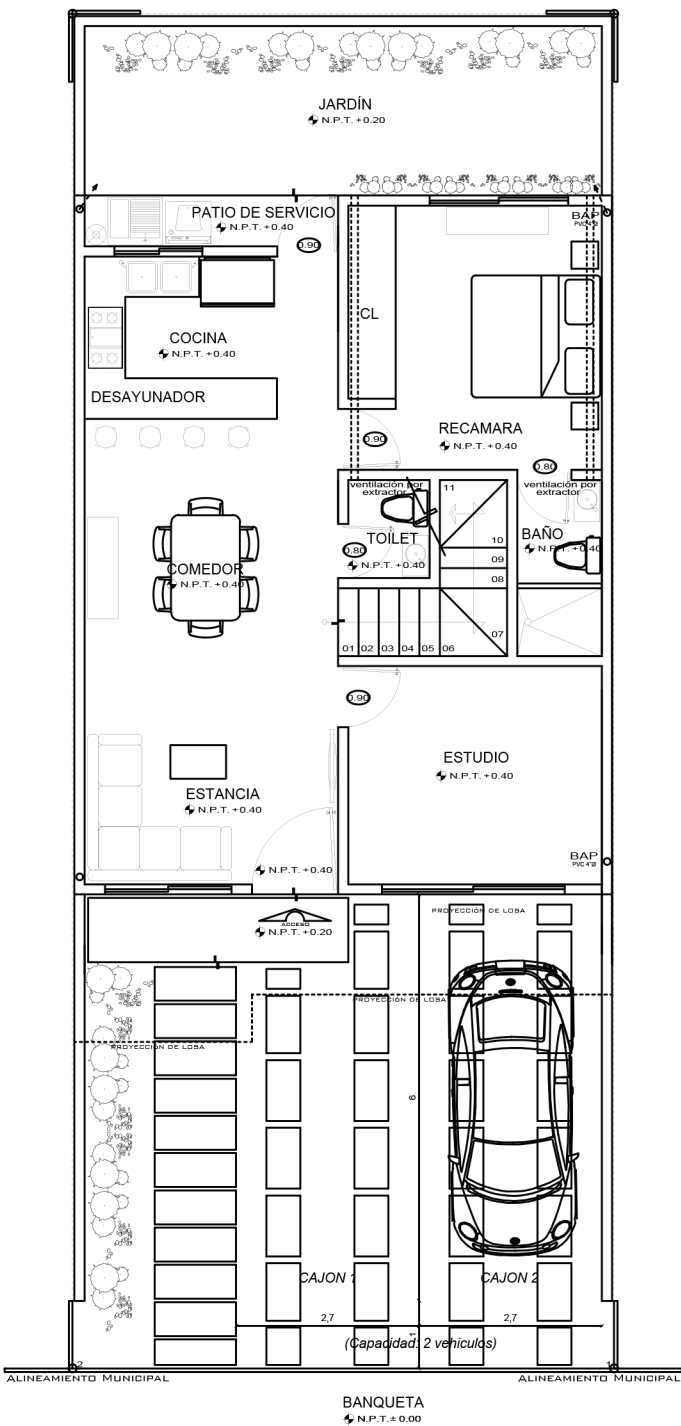 JARDÍN
N.P.T. +0.20
PATIO DE SERVICIO
N.P.T. +0.40
0.90
BAP
PVC 4"Ø
CL
COCINA
N.P.T. +0.40
DESAYUNADOR
RECAMARA
N.P.T. +0.40
0.90
0.80
ventilación por
extractor
ventilación por
extractor
11
10
09
08
07
TOILET
N.P.T. +0.40
0.80
BAÑO
N.P.T. +0.40
COMEDOR
N.P.T. +0.40
01 02 03 04 05 06
0.90
ESTUDIO
N.P.T. +0.40
ESTANCIA
N.P.T. +0.40
BAP
PVC 4"Ø
N.P.T. +0.40
ACCESO
N.P.T. +0.20
PROYECCIÓN DE LOSA
PROYECCIÓN DE LOSA
PROYECCIÓN DE LOSA
6
CAJON 1
CAJON 2
2,7
2,7
1
(Capacidad: 2 vehiculos)
2
1
ALINEAMIENTO MUNICIPAL
ALINEAMIENTO MUNICIPAL
BANQUETA
N.P.T.± 0.00